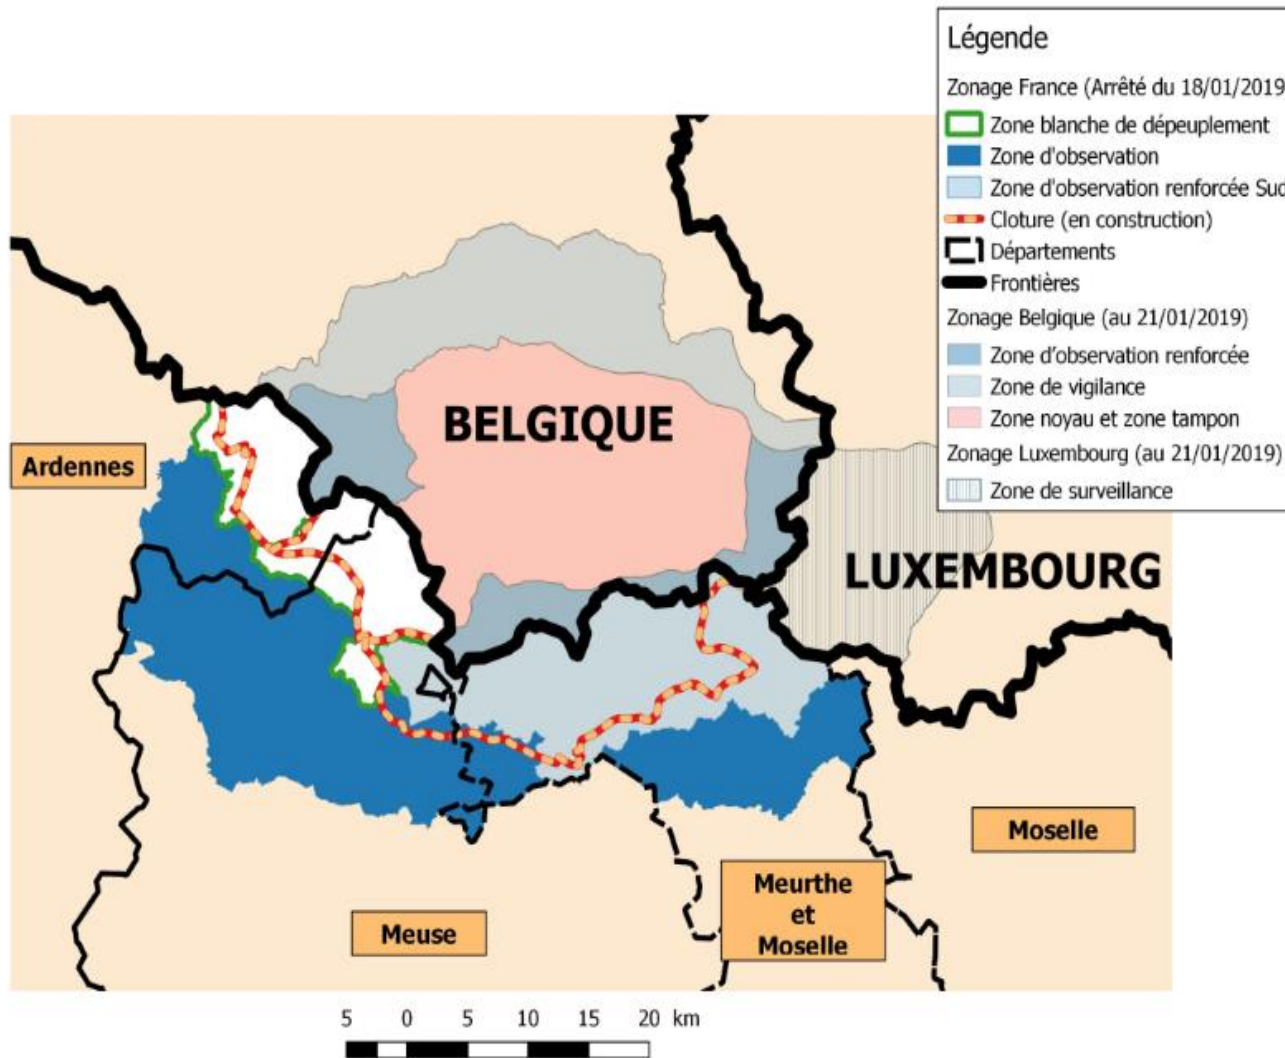 Légende
Zonage France (Arrêté du 18/01/2019
Zone blanche de dépeuplement
Zone d'observation
Zone d'observation renforcée Sud
Cloture (en construction)
Départements
Frontières
Zonage Belgique (au 21/01/2019)
Zone d’observation renforcée
Zone de vigilance
Zone noyau et zone tampon
Zonage Luxembourg (au 21/01/2019)
Zone de surveillance
BELGIQUE
Ardennes
LUXEMBOURG
Moselle
Meurthe
et
Moselle
Meuse
5 0 5 10 15 20 km